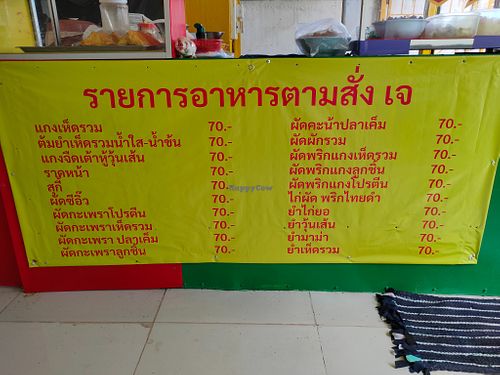 รายการอาหารตามสั่ง เจ
แกงเห็ดรวม 70.-
ต้มยำเห็ดรวมน้ำใส-น้ำข้น 70.-
แกงจืดเต้าหู้วุ้นเส้น 70.-
ราดหน้า 70.-
สุกี้ 70.-
ผัดซีอิ๊ว 70.-
ผัดกะเพราโปรตีน 70.-
ผัดกะเพราเห็ดรวม 70.-
ผัดกะเพรา ปลาเค็ม 70.-
ผัดกะเพราลูกชิ้น 70.-
ผัดคะน้าปลาเค็ม 70.-
ผัดผักรวม 70.-
ผัดพริกแกงเห็ดรวม 70.-
ผัดพริกแกงลูกชิ้น 70.-
ผัดพริกแกงโปรตีน 70.-
ไก่ผัด พริกไทยดำ 70.-
ยำไก่ยอ 70.-
ยำวุ้นเส้น 70.-
ยำมาม่า 70.-
ยำเห็ดรวม 70.-
HappyCow